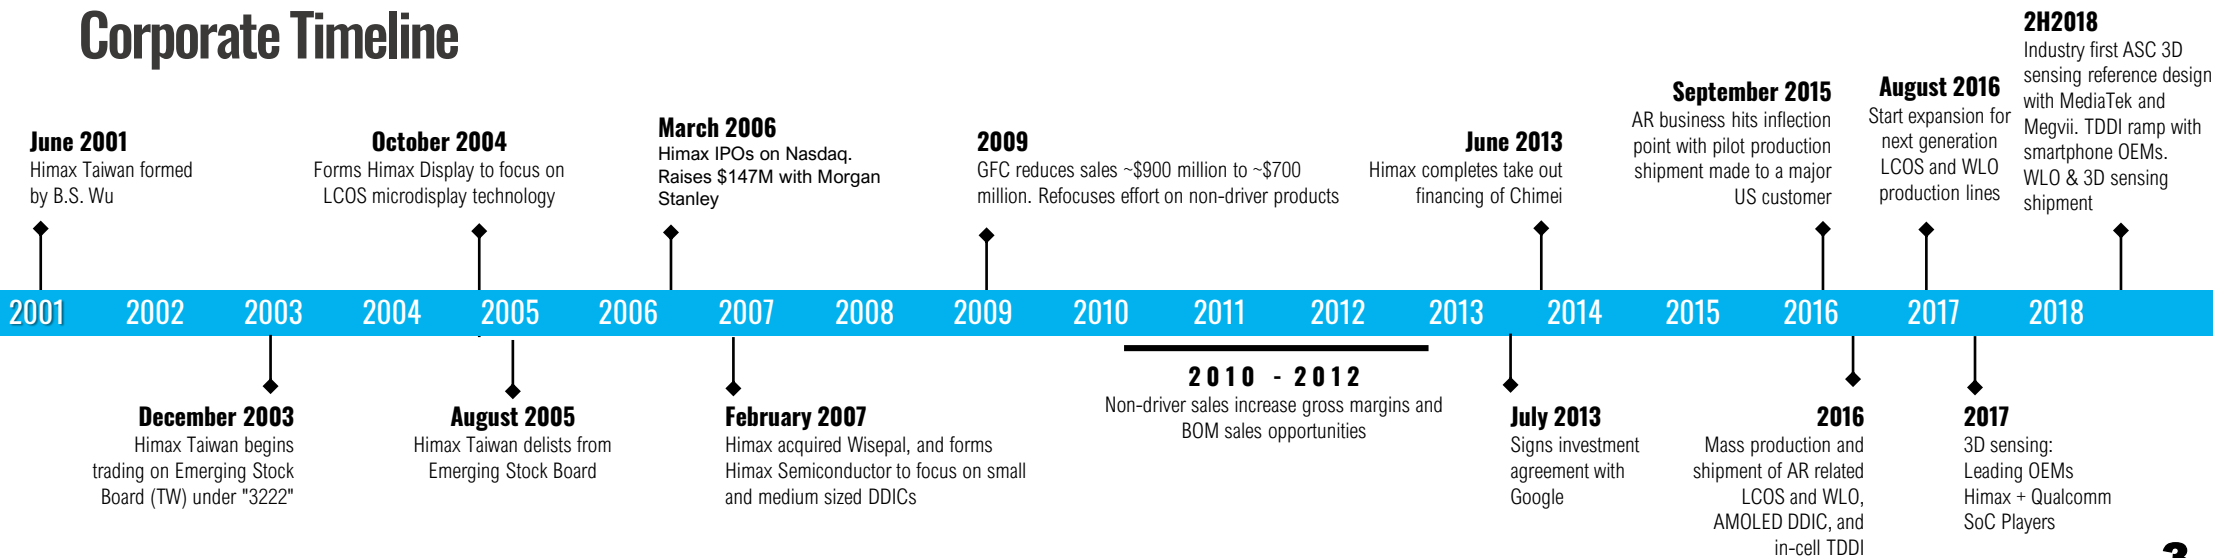 Corporate Timeline
June 2001
Himax Taiwan formed
by B.S. Wu
October 2004
Forms Himax Display to focus on
LCOS microdisplay technology
March 2006
Himax IPOs on Nasdaq.
Raises $147M with Morgan
Stanley
2009
GFC reduces sales ~$900 million to ~$700
million. Refocuses effort on non-driver products
June 2013
Himax completes take out
financing of Chimei
September 2015
AR business hits inflection
point with pilot production
shipment made to a major
US customer
August 2016
Start expansion for
next generation
LCOS and WLO
production lines
2H2018
Industry first ASC 3D
sensing reference design
with MediaTek and
Megvii. TDDI ramp with
smartphone OEMs.
WLO & 3D sensing
shipment
2001 2002 2003 2004 2005 2006 2007 2008 2009 2010 2011 2012 2013 2014 2015 2016 2017 2018
December 2003
Himax Taiwan begins
trading on Emerging Stock
Board (TW) under "3222"
August 2005
Himax Taiwan delists from
Emerging Stock Board
February 2007
Himax acquired Wisepal, and forms
Himax Semiconductor to focus on small
and medium sized DDICs
2010 - 2012
Non-driver sales increase gross margins and
BOM sales opportunities
July 2013
Signs investment
agreement with
Google
2016
Mass production and
shipment of AR related
LCOS and WLO,
AMOLED DDIC, and
in-cell TDDI
2017
3D sensing:
Leading OEMs
Himax + Qualcomm
SoC Players
3